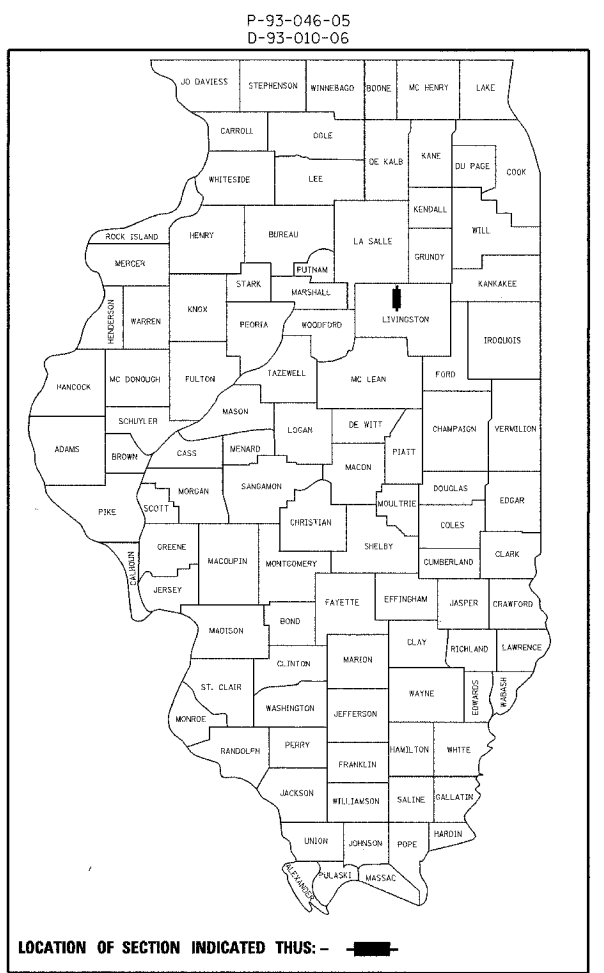 P-93-046-05
D-93-010-06
JO DAVIESS STEPHENSON WINNEBAGO BOONE MC HENRY LAKE
CARROLL OGLE
DE KALB KANE DU PAGE COOK
WHITESIDE LEE
KENDALL
ROCK ISLAND HENRY BUREAU LA SALLE WILL
MERCER PUTNAM GRUNDY
STARK MARSHALL KANKAKEE
HENDERSON WARREN KNOX PEORIA WOODFORD LIVINGSTON
IROQUOIS
HANCOCK MC DONOUGH FULTON TAZEWELL MC LEAN FORD
MASON
SCHUYLER LOGAN DE WITT CHAMPAIGN VERMILION
ADAMS BROWN CASS MENARD MACON PIATT
MORGAN SANGAMON DOUGLAS EDGAR
PIKE SCOTT CHRISTIAN MOULTRIE COLES
GREENE MACOUPIN MONTGOMERY SHELBY CUMBERLAND CLARK
CALHOUN JERSEY FAYETTE EFFINGHAM JASPER CRAWFORD
MADISON BOND
CLAY RICHLAND LAWRENCE
CLINTON MARION
ST. CLAIR WAYNE EDWARDS WABASH
WASHINGTON JEFFERSON
MONROE
RANDOLPH PERRY HAMILTON WHITE
FRANKLIN
JACKSON WILLIAMSON SALINE GALLATIN
UNION JOHNSON POPE HARDIN
ALEXANDER PULASKI MASSAC
LOCATION OF SECTION INDICATED THUS: –